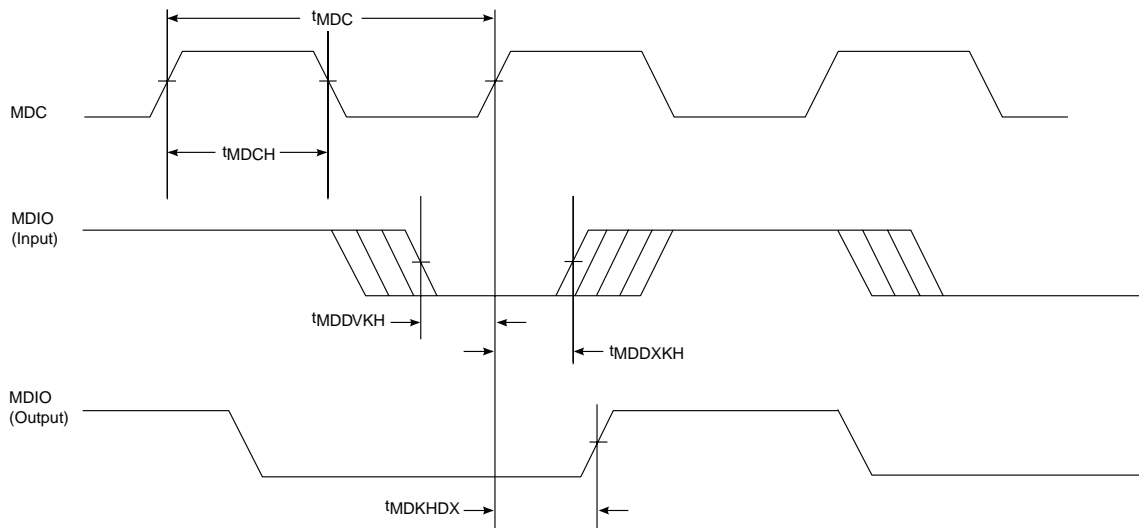 tMDC
MDC
tMDCH
MDIO
(Input)
tMDDVKH
tMDDXKH
MDIO
(Output)
tMDKHDX